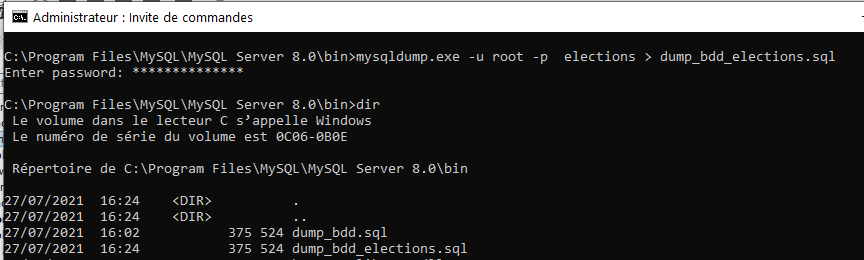 Administrateur : Invite de commandes
C:\Program Files\MySQL\MySQL Server 8.0\bin>mysqldump.exe -u root -p  elections > dump_bdd_elections.sql
Enter password: **************
C:\Program Files\MySQL\MySQL Server 8.0\bin>dir
 Le volume dans le lecteur C s’appelle Windows
 Le numéro de série du volume est 0C06-0B0E
 Répertoire de C:\Program Files\MySQL\MySQL Server 8.0\bin
27/07/2021  16:24    <DIR>          .
27/07/2021  16:24    <DIR>          ..
27/07/2021  16:02           375 524 dump_bdd.sql
27/07/2021  16:24           375 524 dump_bdd_elections.sql